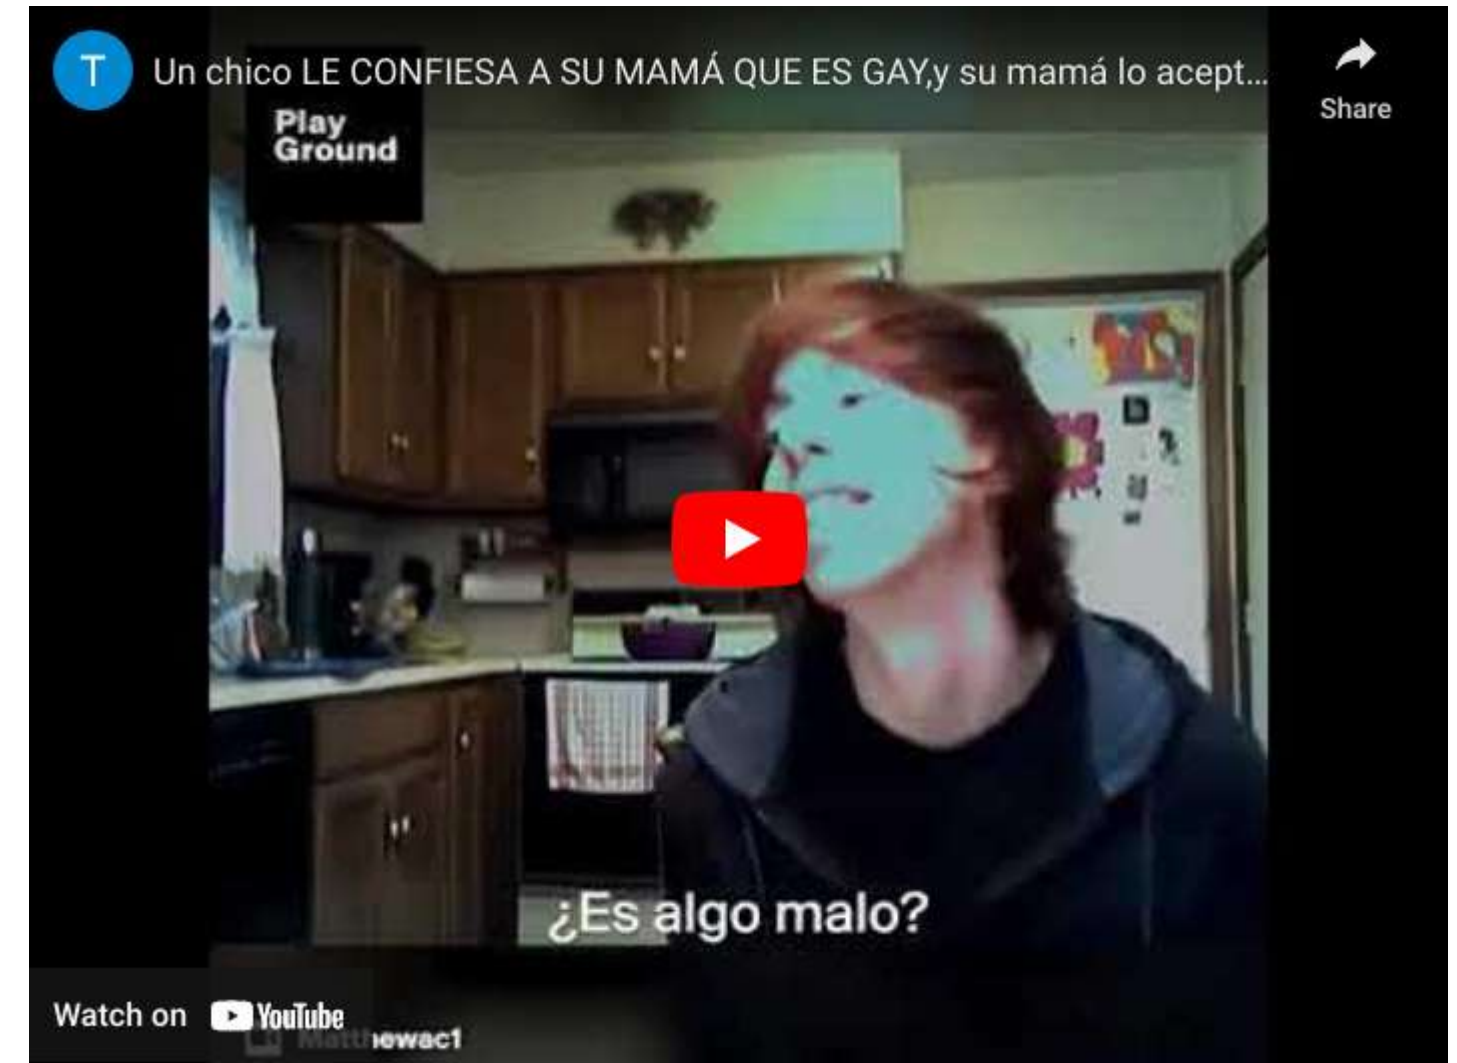 T
Un chico LE CONFIESA A SU MAMÁ QUE ES GAY,y su mamá lo acept...
Share
Play
Ground
¿Es algo malo?
Watch on YouTube
Matthewac1